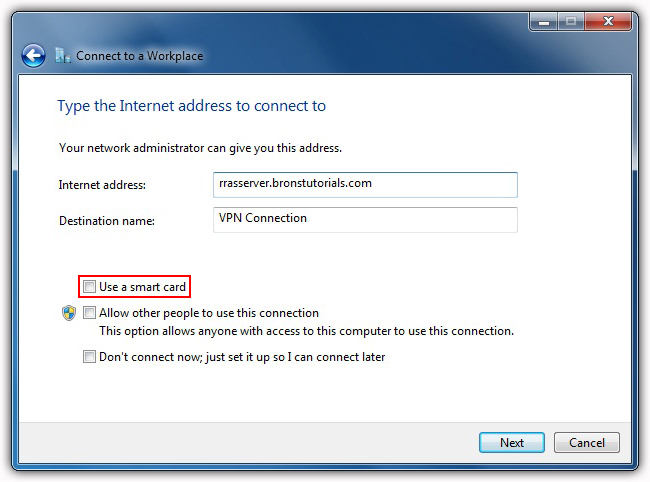 Connect to a Workplace
Type the Internet address to connect to
Your network administrator can give you this address.
Internet address:
rrasserver.bronstutorials.com
Destination name:
VPN Connection
Use a smart card
Allow other people to use this connection
This option allows anyone with access to this computer to use this connection.
Don't connect now; just set it up so I can connect later
Next
Cancel